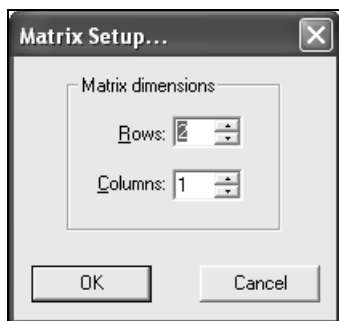 Matrix Setup...
Matrix dimensions
Rows: 2
Columns: 1
OK Cancel